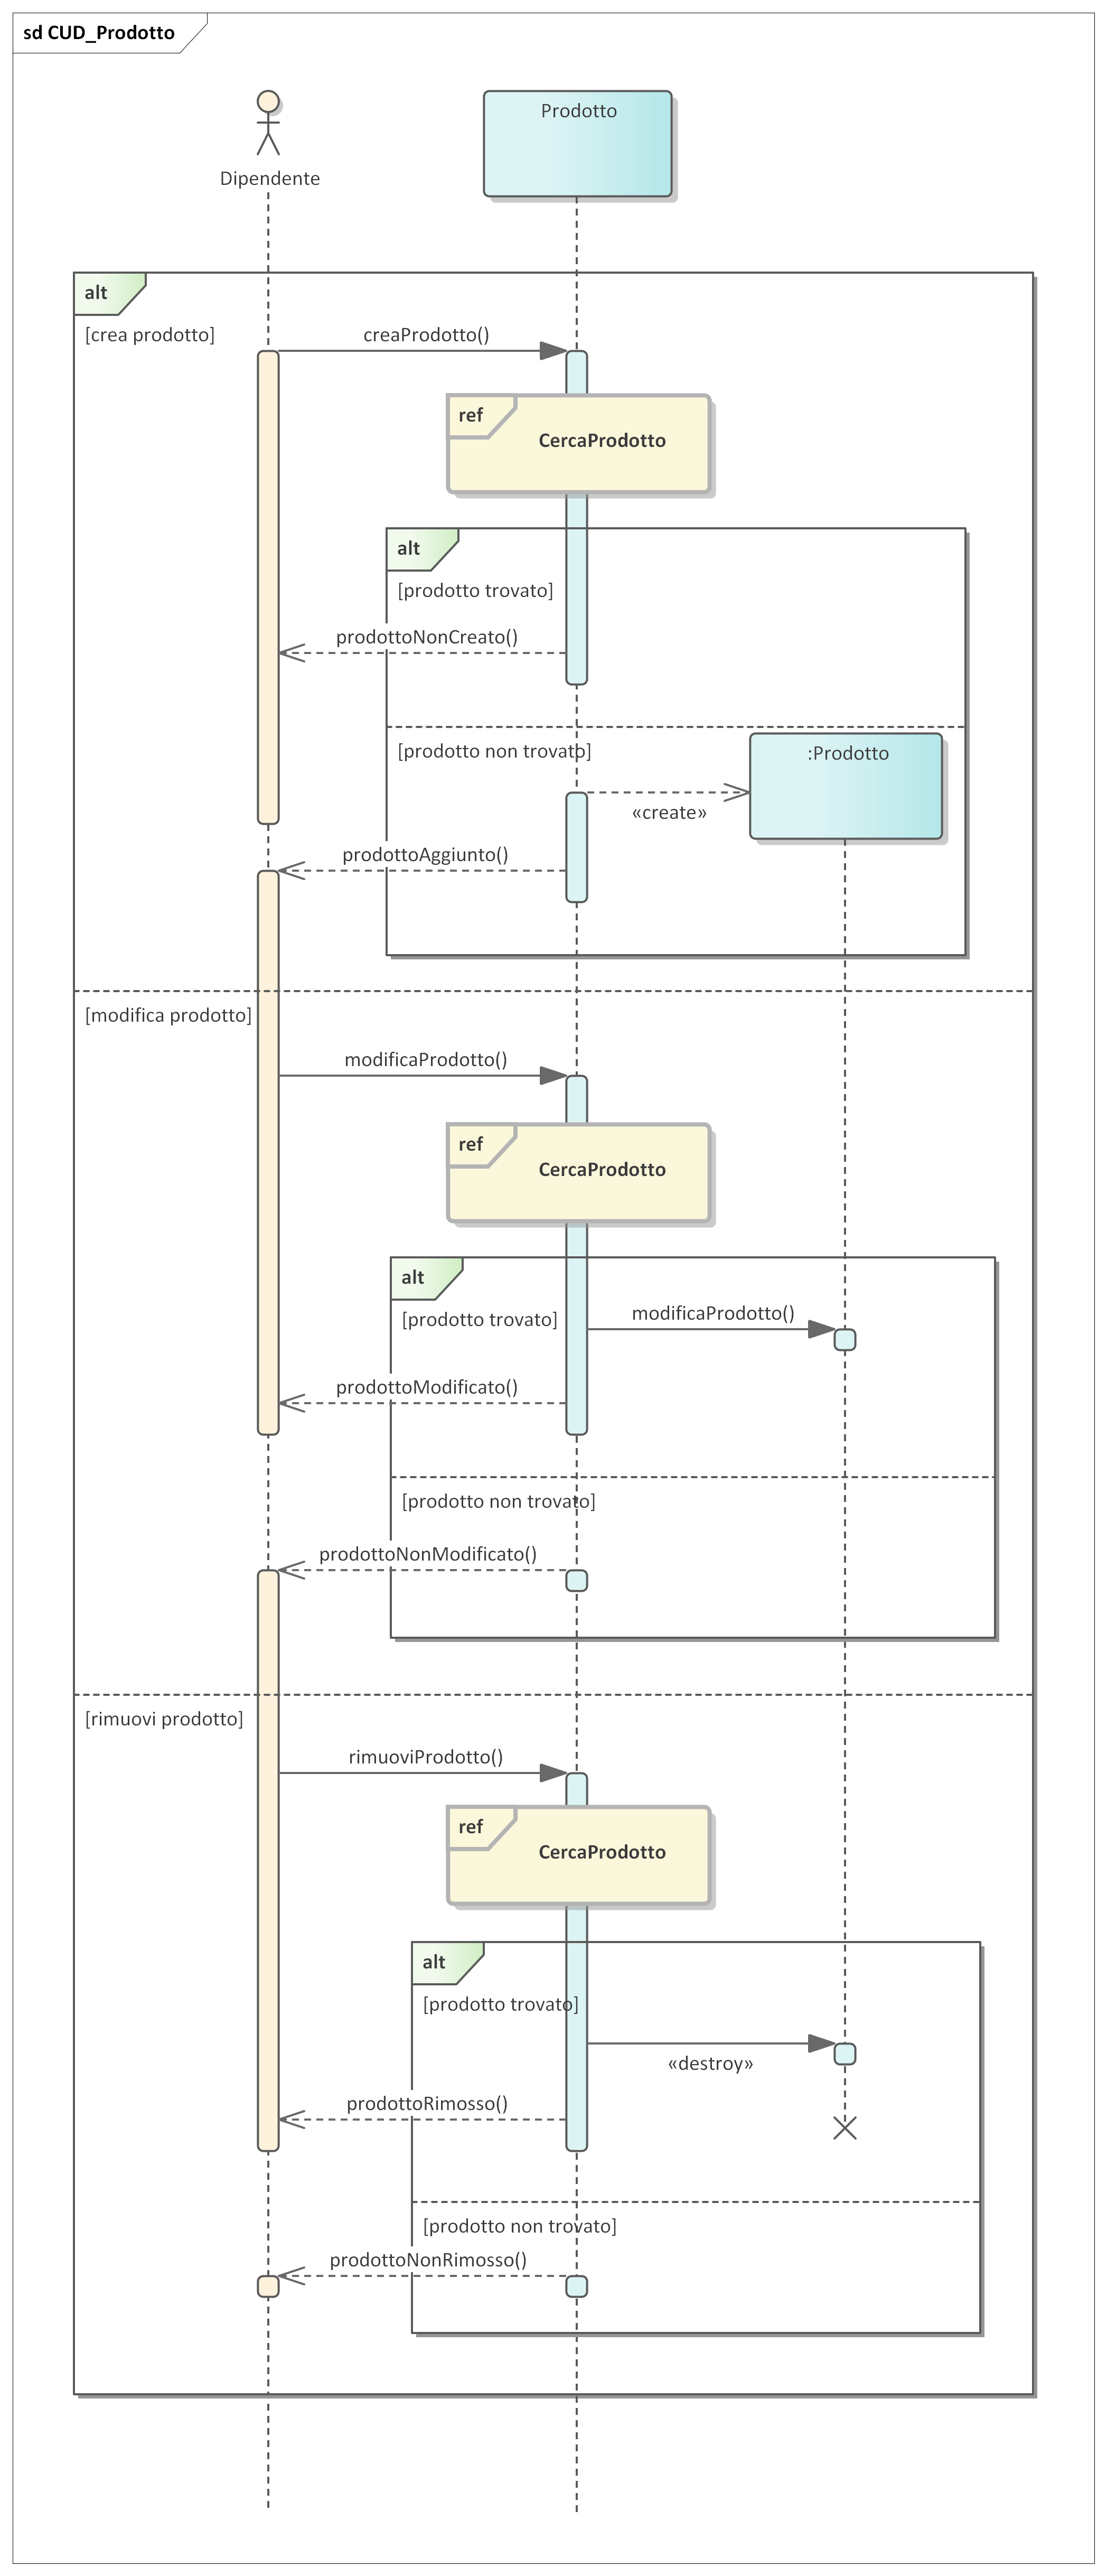 sd CUD_Prodotto
Dipendente
Prodotto
alt
[crea prodotto]
creaProdotto()
ref
CercaProdotto
alt
[prodotto trovato]
prodottoNonCreato()
[prodotto non trovato]
:Prodotto
«create»
prodottoAggiunto()
[modifica prodotto]
modificaProdotto()
ref
CercaProdotto
alt
[prodotto trovato]
modificaProdotto()
prodottoModificato()
[prodotto non trovato]
prodottoNonModificato()
[rimuovi prodotto]
rimuoviProdotto()
ref
CercaProdotto
alt
[prodotto trovato]
«destroy»
prodottoRimosso()
[prodotto non trovato]
prodottoNonRimosso()